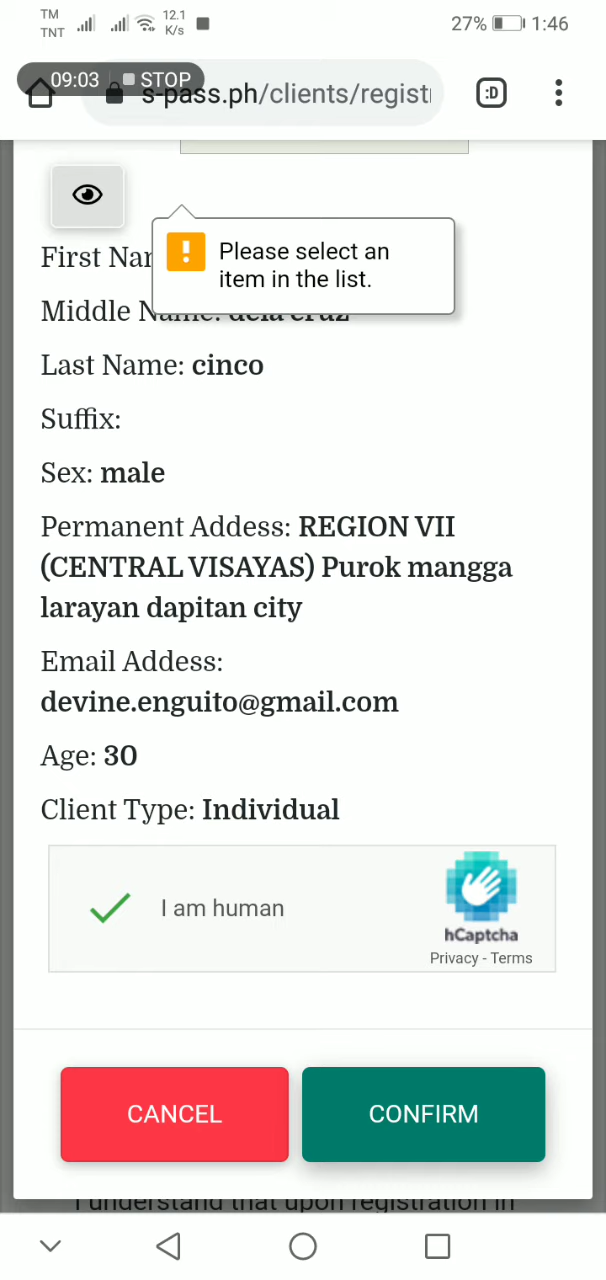 TM
TNT
12.1
K/s
27%
1:46
09:03
STOP
s-pass.ph/clients/regist
:D
Please select an
item in the list.
First Nar
Middle Name: dela cruz
Last Name: cinco
Suffix:
Sex: male
Permanent Addess: REGION VII
(CENTRAL VISAYAS) Purok mangga
larayan dapitan city
Email Addess:
devine.enguito@gmail.com
Age: 30
Client Type: Individual
I am human
hCaptcha
Privacy - Terms
CANCEL
CONFIRM
I understand that upon registration in